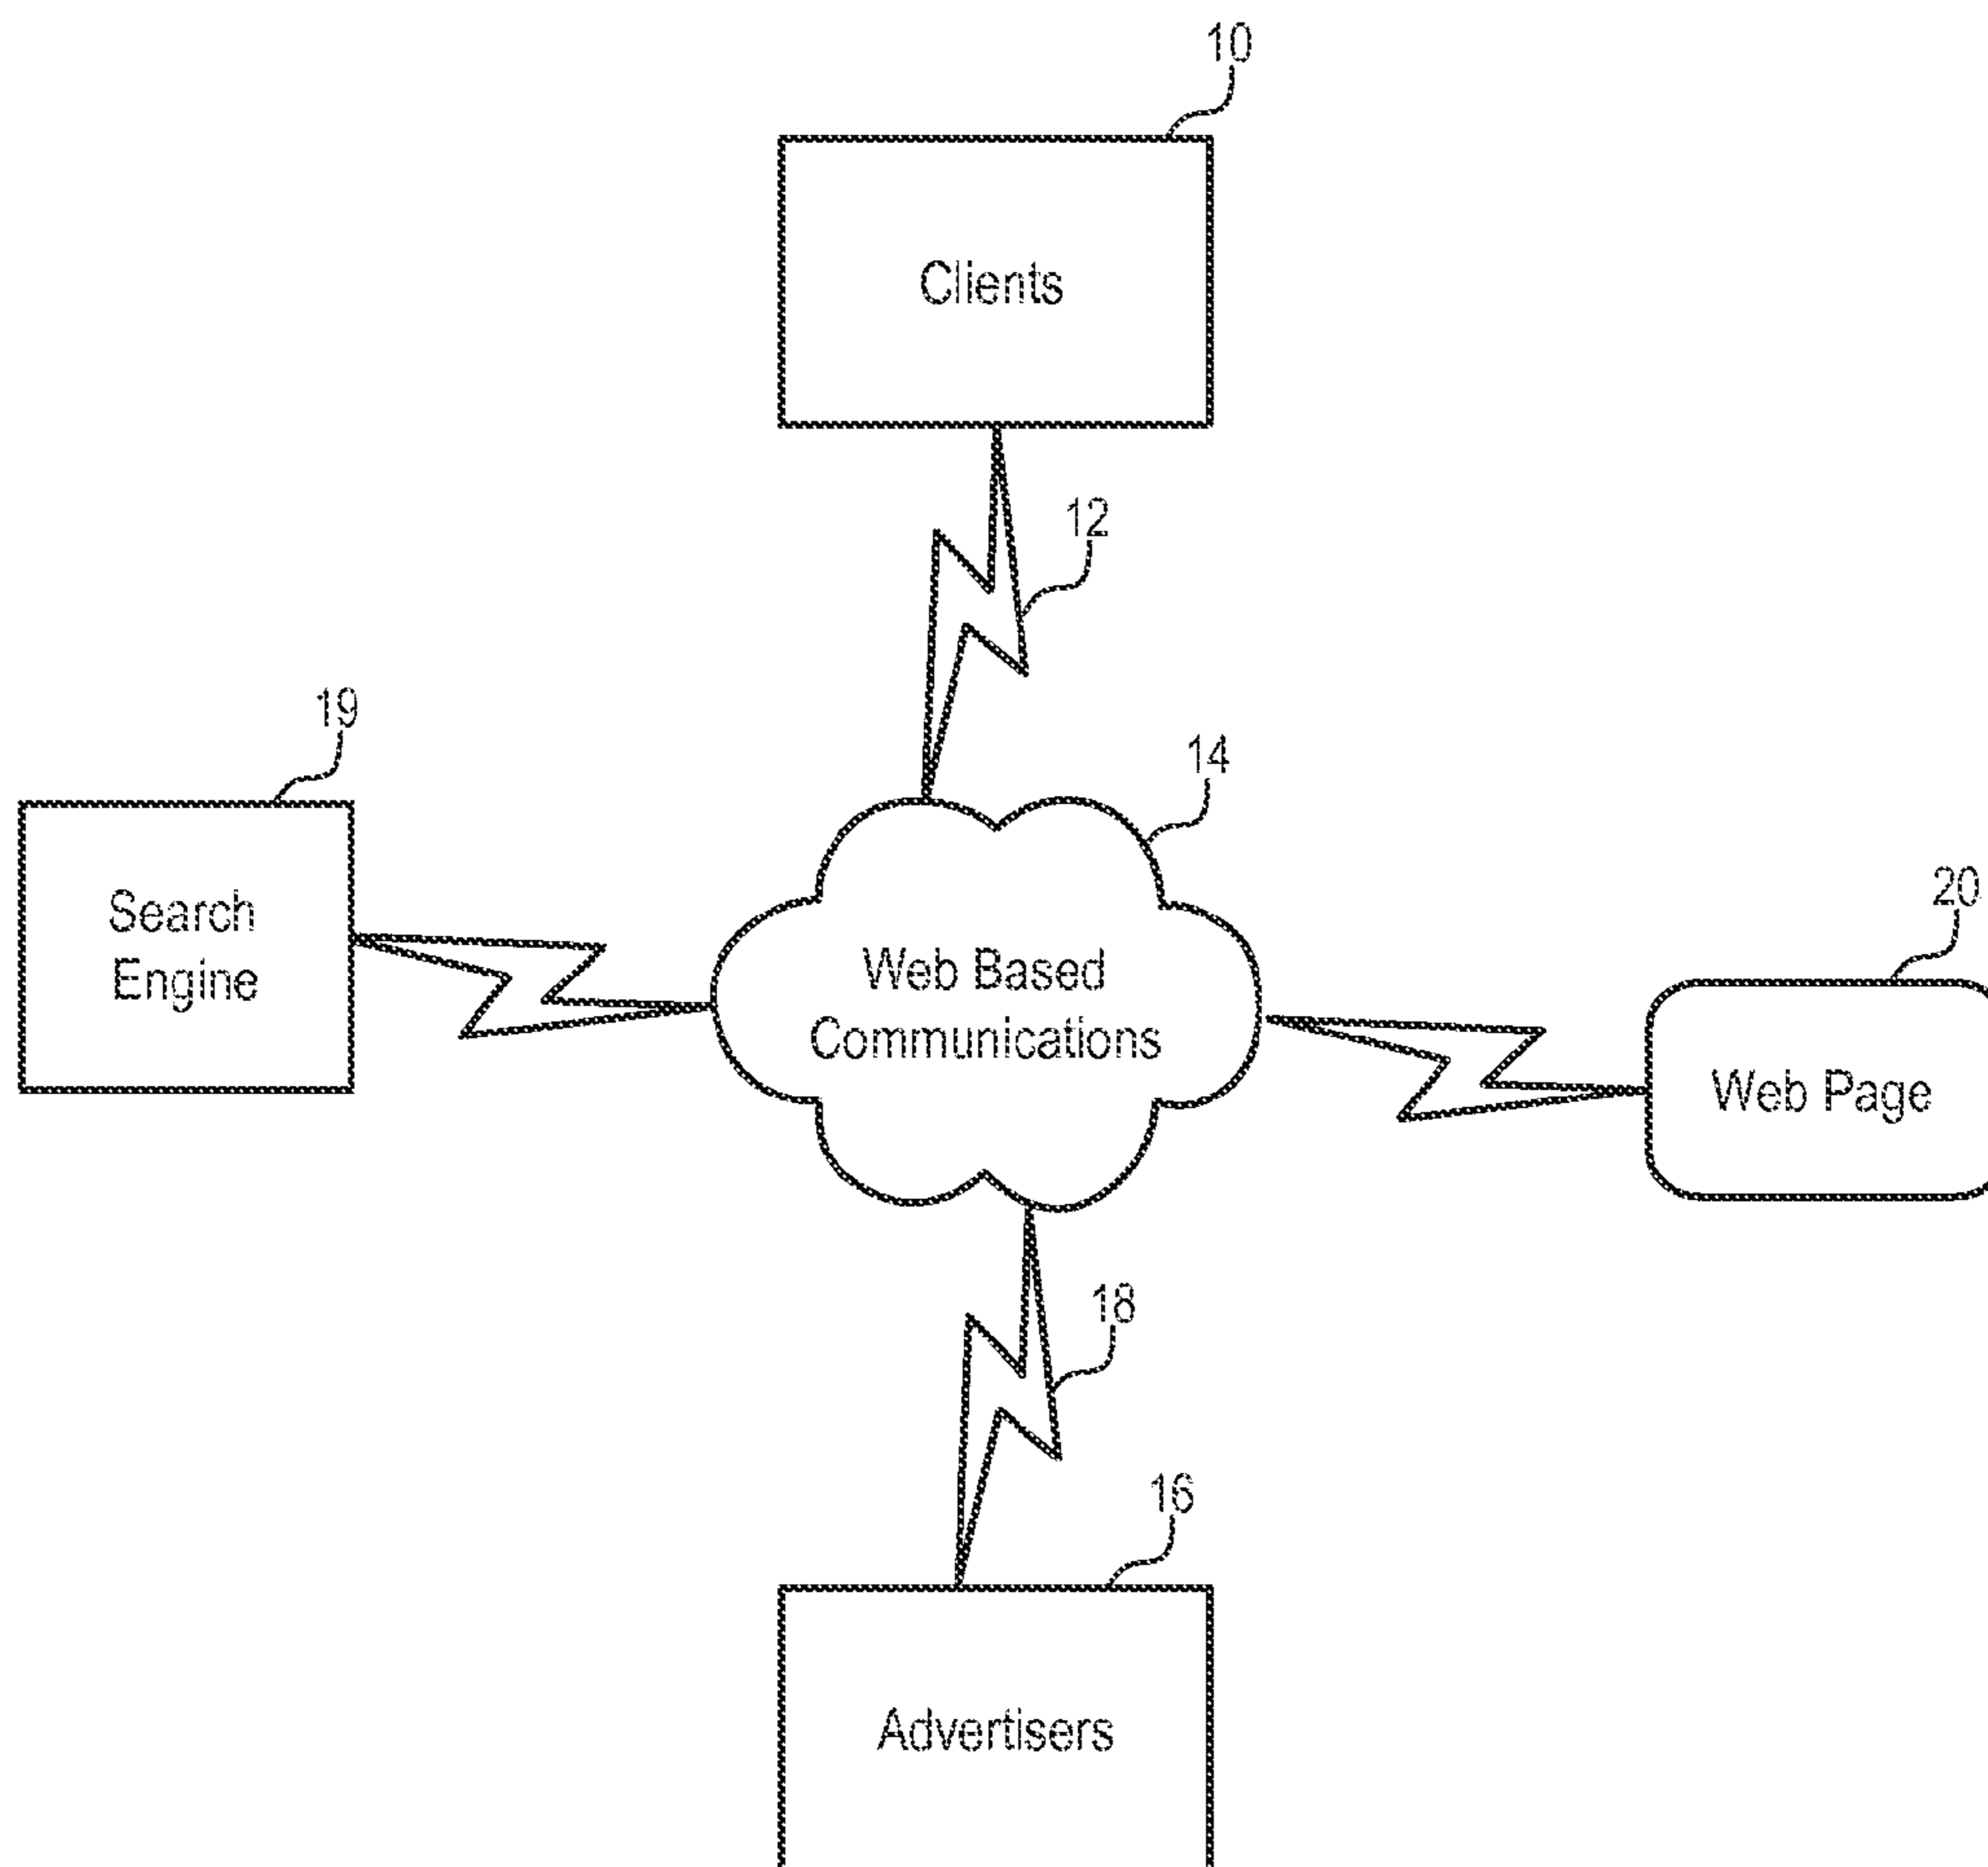 10
Clients
12
19
14
Search
Engine
20
Web Based
Communications
Web Page
18
16
Advertisers